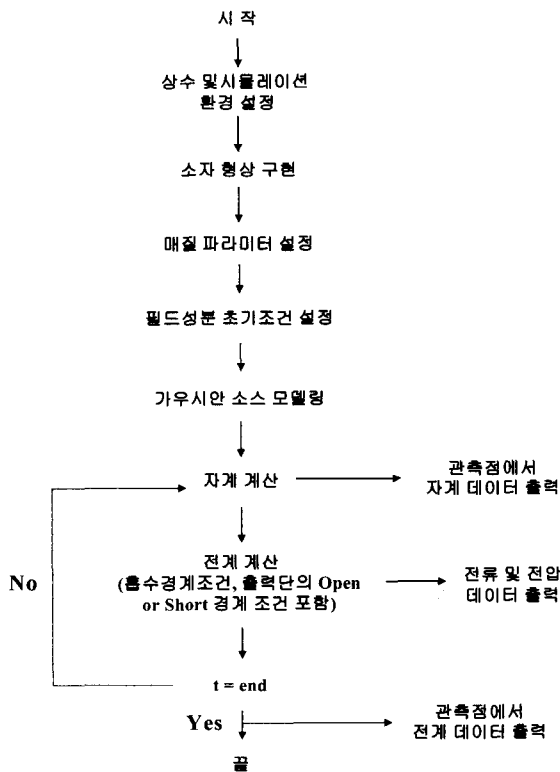 시 작
상수 및시뮬레이션
환경 설정
소자 형상 구현
매질 파라미터 설정
필드성분 초기조건 설정
가우시안 소스 모델링
자계 계산
관측점에서
자계 데이터 출력
전계 계산
(흡수경계조건, 출력단의 Open
or Short 경계 조건 포함)
전류 및 전압
데이터 출력
No
t = end
Yes
관측점에서
전계 데이터 출력
끝